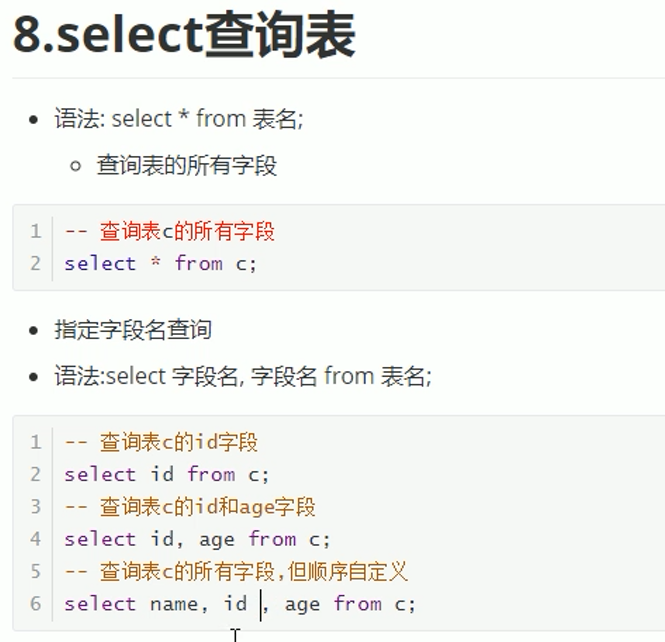 8.select查询表
语法: select * from 表名;
查询表的所有字段
1 -- 查询表c的所有字段
2 select * from c;
指定字段名查询
语法:select 字段名, 字段名 from 表名;
1 -- 查询表c的id字段
2 select id from c;
3 -- 查询表c的id和age字段
4 select id, age from c;
5 -- 查询表c的所有字段,但顺序自定义
6 select name, id , age from c;